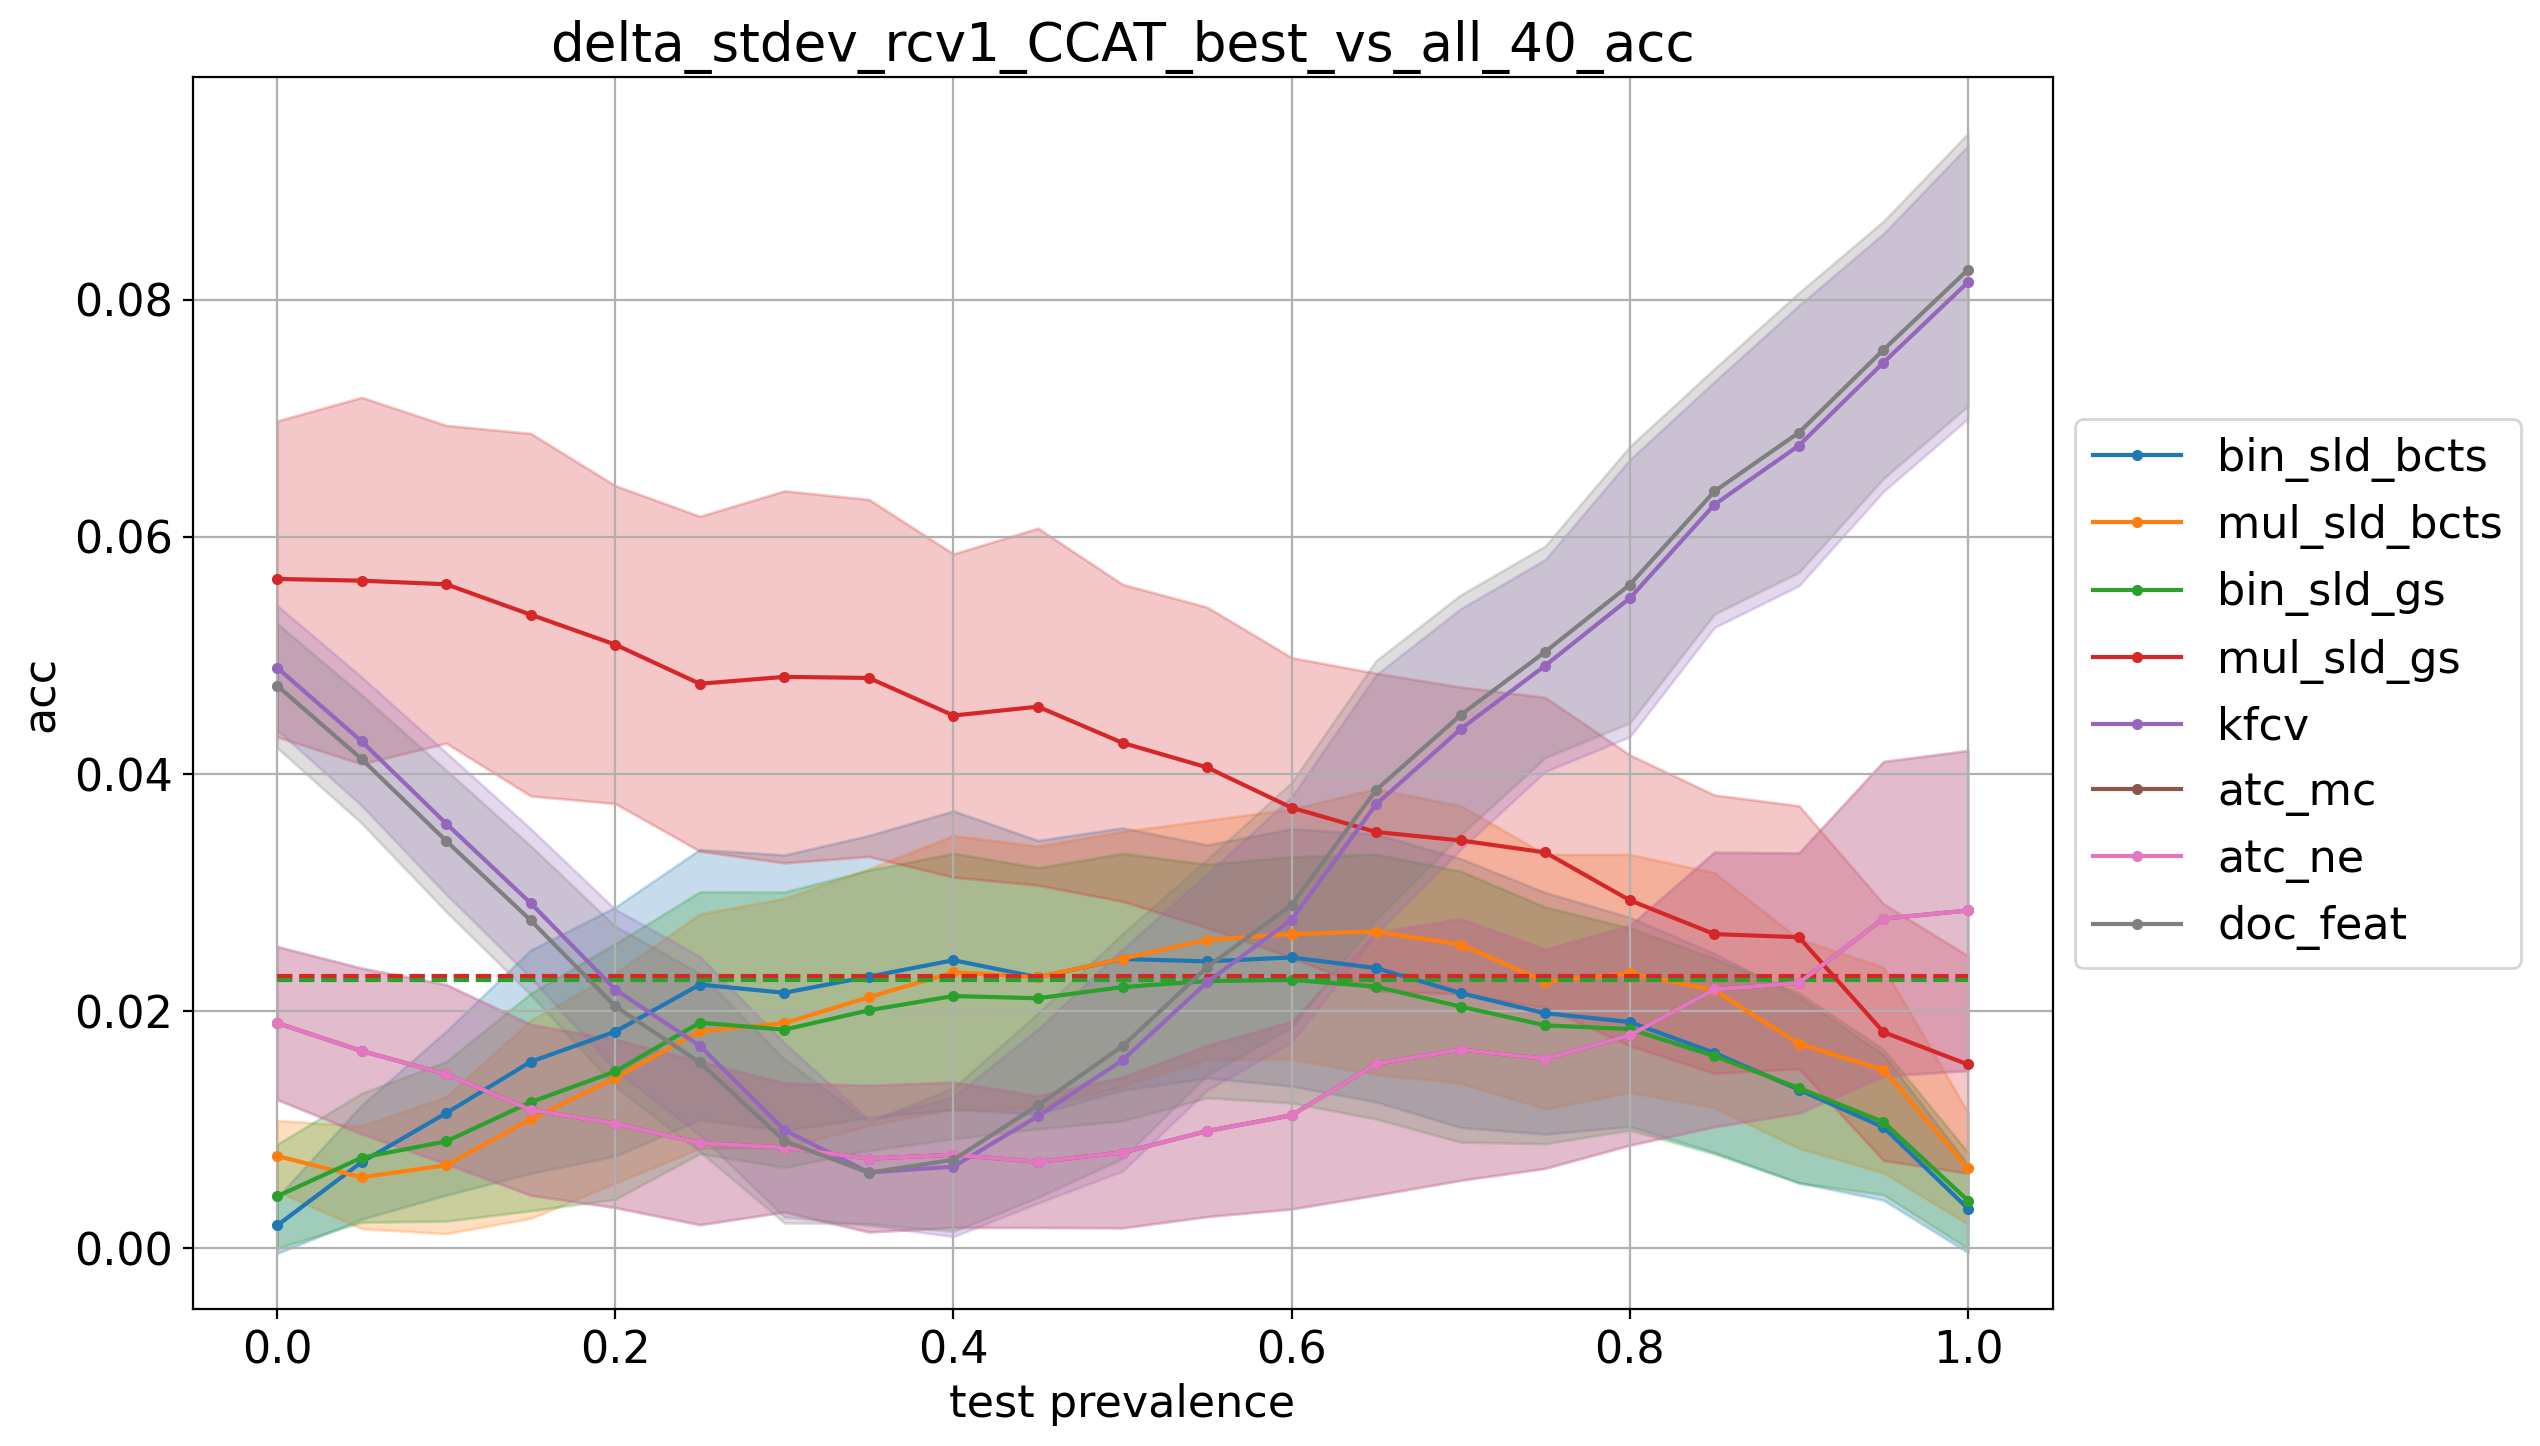 delta_stdev_rcv1_CCAT_best_vs_all_40_acc
acc
0.08
0.06
0.04
0.02
0.00
0.0 0.2 0.4 0.6 0.8 1.0
test prevalence
bin_sld_bcts
mul_sld_bcts
bin_sld_gs
mul_sld_gs
kfcv
atc_mc
atc_ne
doc_feat